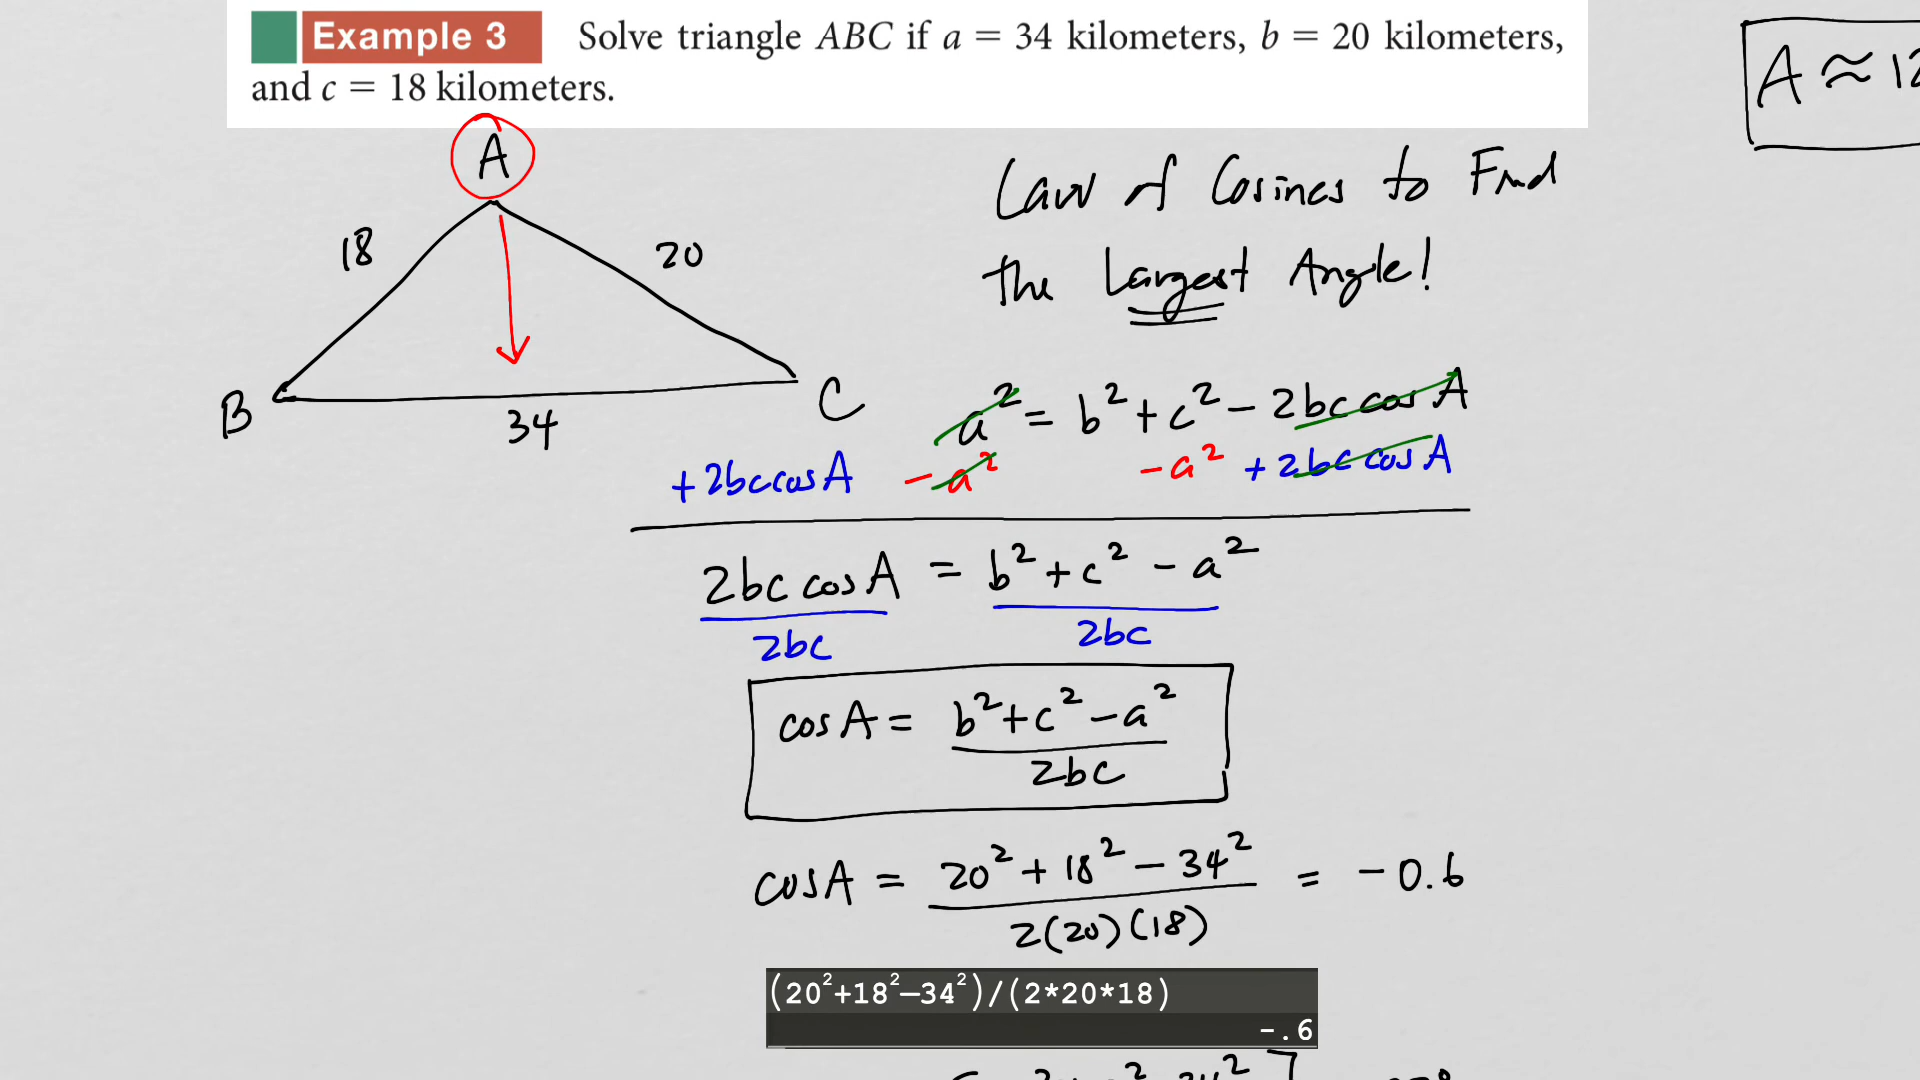 Example 3 Solve triangle ABC if a = 34 kilometers, b = 20 kilometers,
and c = 18 kilometers.
A ≈ 12
A
Law of Cosines to Find
the Largest Angle!
18
20
B
34
C
a² = b² + c² − 2bc cos A
+2bc cos A − a² − a² + 2bc cos A
2bc cos A = b² + c² − a²
2bc 2bc
cos A = b² + c² − a²
2bc
cos A = 20² + 18² − 34² = −0.6
2(20)(18)
(20²+18²−34²)/(2*20*18)
-.6